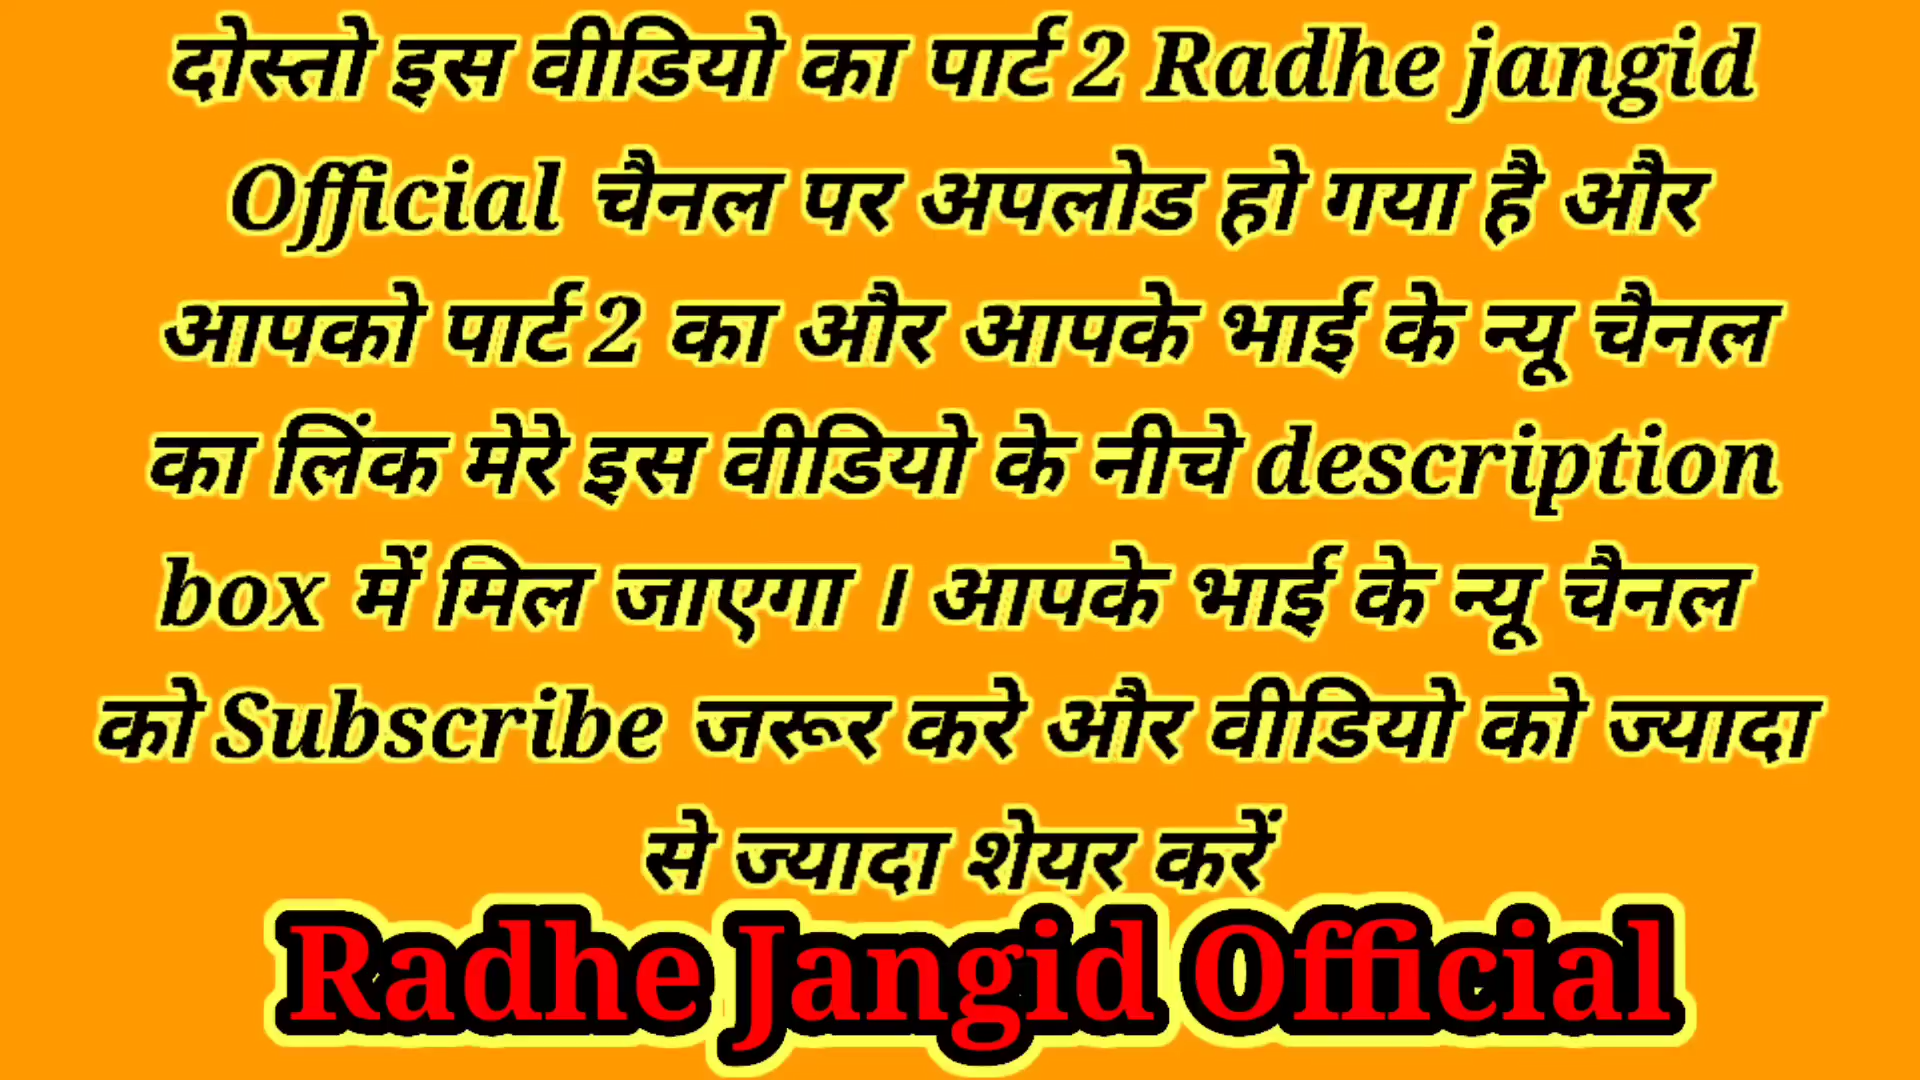 दोस्तो इस वीडियो का पार्ट 2 Radhe jangid
Official चैनल पर अपलोड हो गया है और
आपको पार्ट 2 का और आपके भाई के न्यू चैनल
का लिंक मेरे इस वीडियो के नीचे description
box में मिल जाएगा । आपके भाई के न्यू चैनल
को Subscribe जरूर करे और वीडियो को ज्यादा
से ज्यादा शेयर करें
Radhe Jangid Official